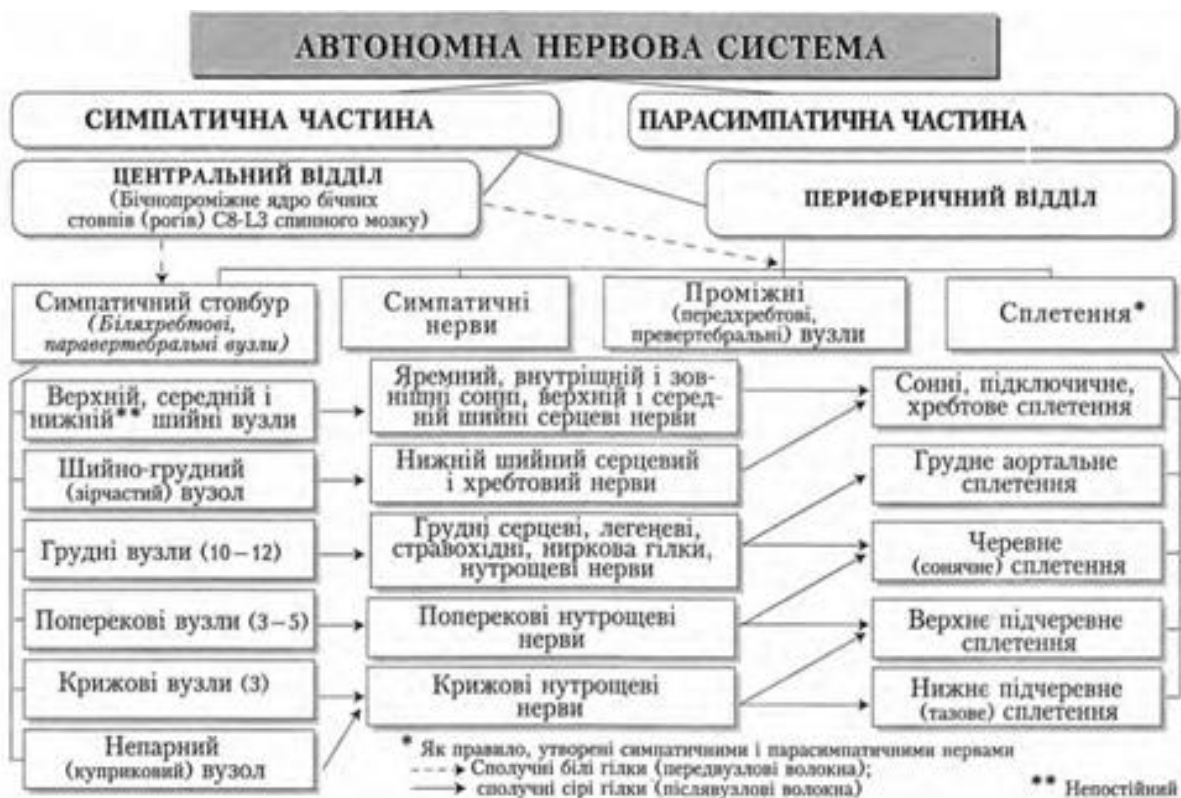 АВТОНОМНА НЕРВОВА СИСТЕМА
СИМПАТИЧНА ЧАСТИНА
ПАРАСИМПАТИЧНА ЧАСТИНА
ЦЕНТРАЛЬНИЙ ВІДДІЛ
(Бічнопроміжне ядро бічних
стовпів (рогів) C8-L3 спинного мозку)
ПЕРИФЕРИЧНИЙ ВІДДІЛ
Симпатичний стовбур
(Біляхребтові,
паравертебральні вузли)
Симпатичні
нерви
Проміжні
(передхребтові,
превертебральні) вузли
Сплетення*
Верхній, середній і
нижній** шийні вузли
Яремний, внутрішній і зов-
нішні сонні, верхній і серед-
ній шийні серцеві нерви
Сонні, підключичне,
хребтове сплетення
Шийно-грудний
(зірчастий) вузол
Нижній шийний серцевий
і хребтовий нерви
Грудне аортальне
сплетення
Грудні вузли (10–12)
Грудні серцеві, легеневі,
стравохідні, ниркова гілки,
нутрощеві нерви
Черевне
(сонячне) сплетення
Поперекові вузли (3–5)
Поперекові нутрощеві
нерви
Верхнє підчеревне
сплетення
Крижові вузли (3)
Крижові нутрощеві
нерви
Нижнє підчеревне
(тазове) сплетення
Непарний
(куприковий) вузол
* Як правило, утворені симпатичними і парасимпатичними нервами
Сполучні білі гілки (передвузлові волокна);
сполучні сірі гілки (післявузлові волокна)
** Непостійний